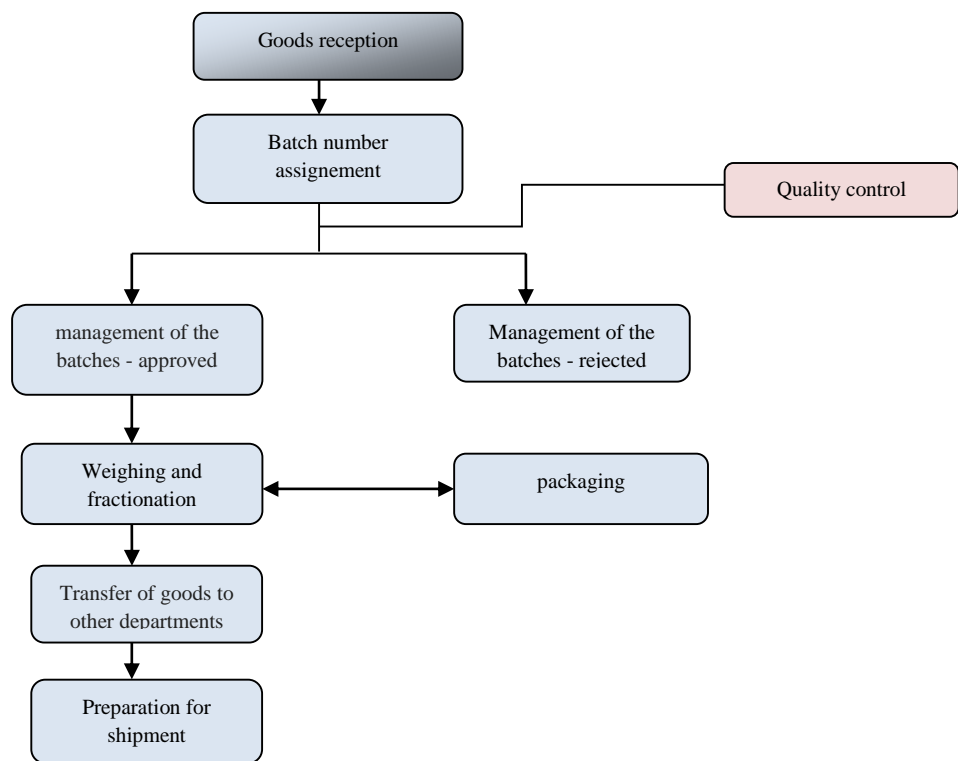 Goods reception
Batch number
assignement
Quality control
management of the
batches - approved
Management of the
batches - rejected
Weighing and
fractionation
packaging
Transfer of goods to
other departments
Preparation for
shipment